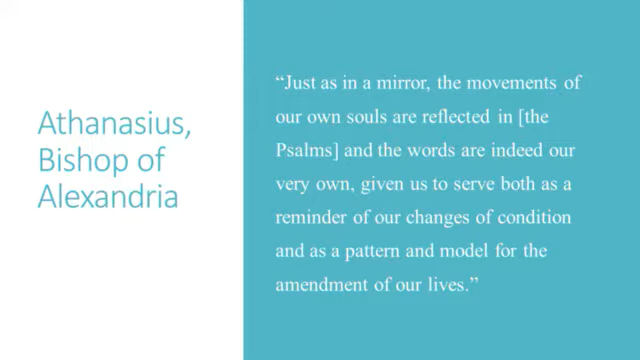 Athanasius,
Bishop of
Alexandria
“Just as in a mirror, the movements of
our own souls are reflected in [the
Psalms] and the words are indeed our
very own, given us to serve both as a
reminder of our changes of condition
and as a pattern and model for the
amendment of our lives.”